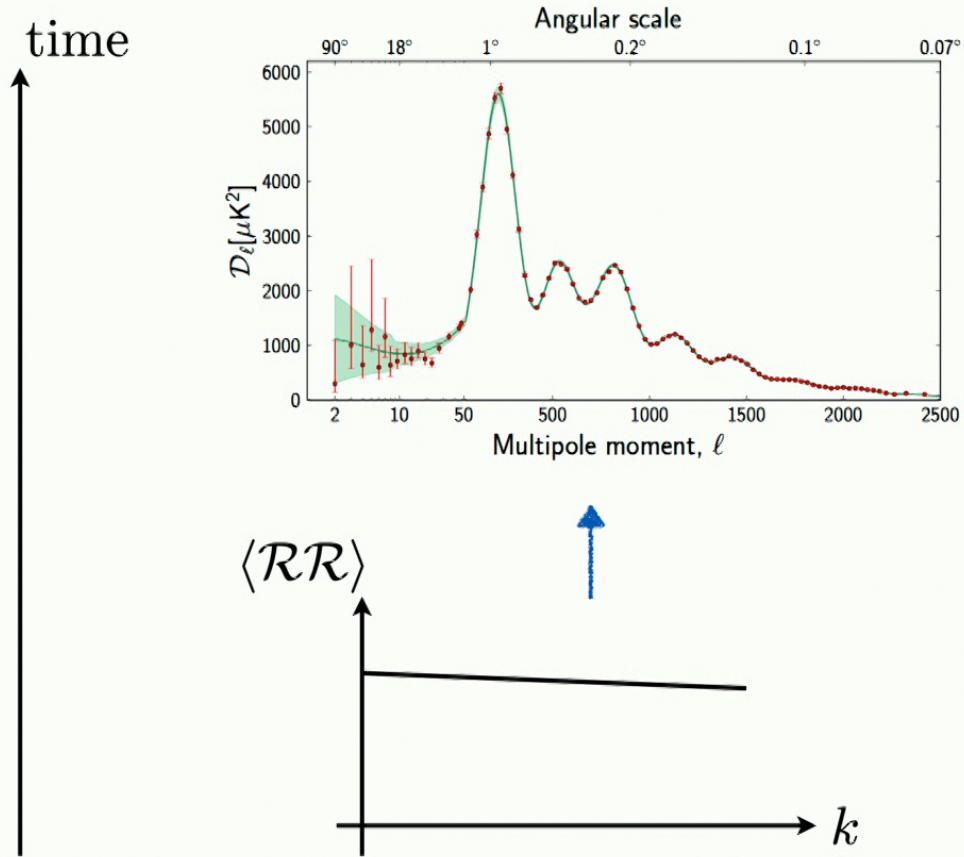 time
Angular scale
90° 18° 1° 0.2° 0.1° 0.07°
6000
5000
4000
3000
2000
1000
0
𝒟ℓ[μK²]
2 10 50 500 1000 1500 2000 2500
Multipole moment, ℓ
⟨ℛℛ⟩
k